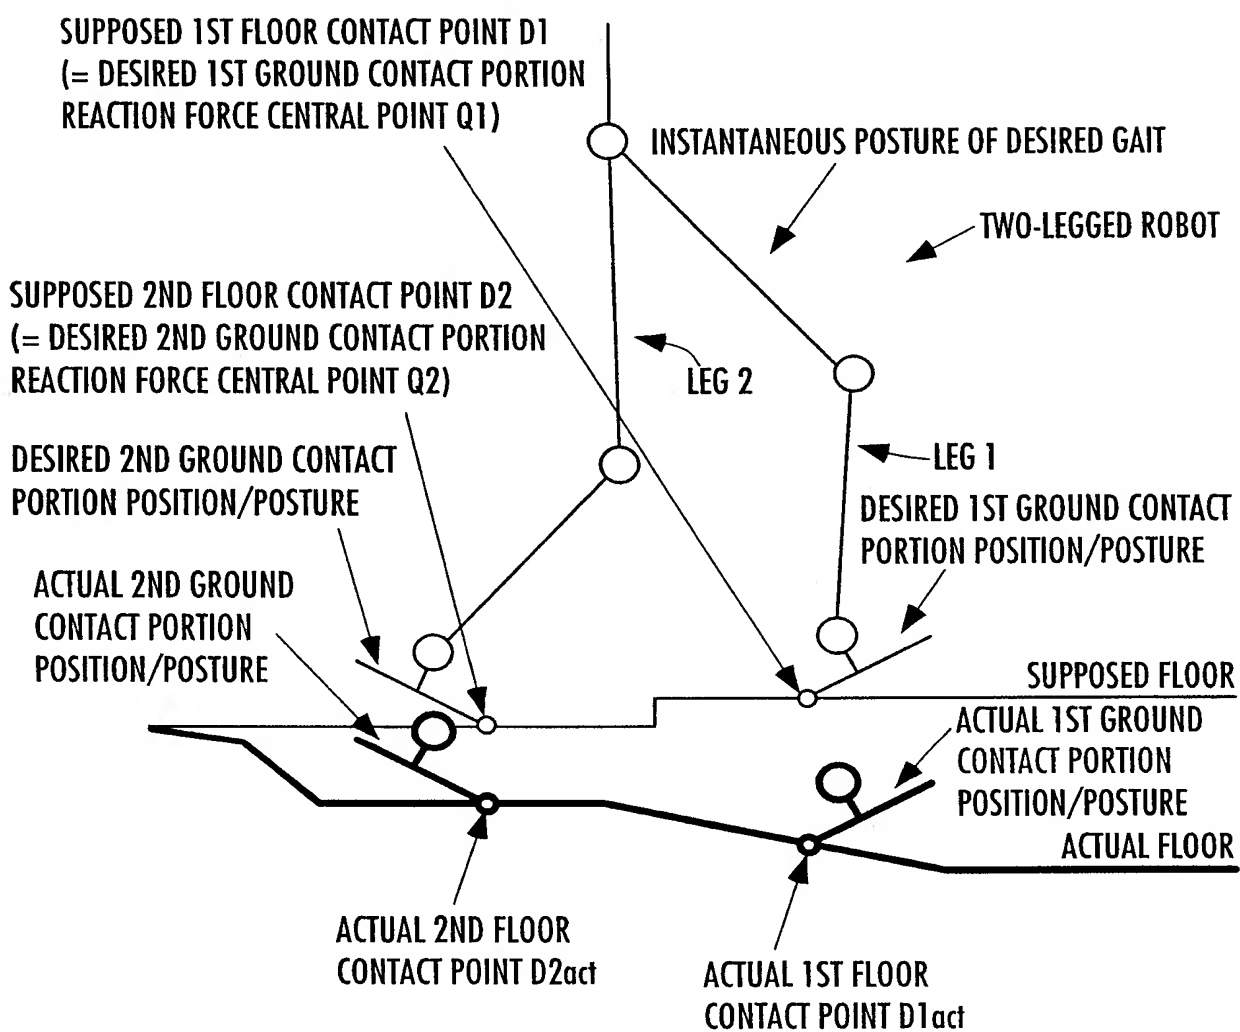 SUPPOSED 1ST FLOOR CONTACT POINT D1
(= DESIRED 1ST GROUND CONTACT PORTION
REACTION FORCE CENTRAL POINT Q1)
INSTANTANEOUS POSTURE OF DESIRED GAIT
TWO-LEGGED ROBOT
SUPPOSED 2ND FLOOR CONTACT POINT D2
(= DESIRED 2ND GROUND CONTACT PORTION
REACTION FORCE CENTRAL POINT Q2)
LEG 2
DESIRED 2ND GROUND CONTACT
PORTION POSITION/POSTURE
LEG 1
DESIRED 1ST GROUND CONTACT
PORTION POSITION/POSTURE
ACTUAL 2ND GROUND
CONTACT PORTION
POSITION/POSTURE
SUPPOSED FLOOR
ACTUAL 1ST GROUND
CONTACT PORTION
POSITION/POSTURE
ACTUAL FLOOR
ACTUAL 2ND FLOOR
CONTACT POINT D2act
ACTUAL 1ST FLOOR
CONTACT POINT D1act